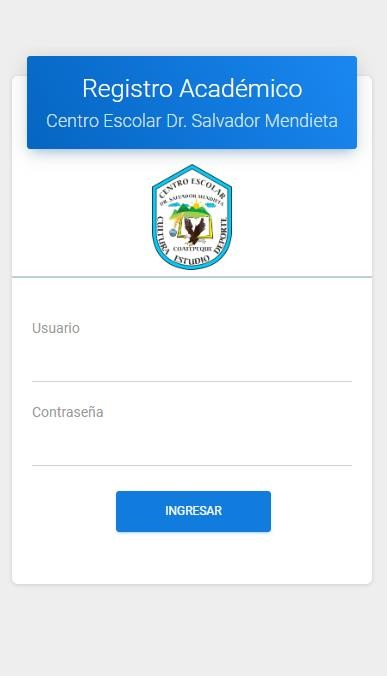 Registro Académico
Centro Escolar Dr. Salvador Mendieta
CENTRO ESCOLAR
DR. SALVADOR MENDIETA
COATEPEQUE
CULTURA ESTUDIO DEPORTE
Usuario
Contraseña
INGRESAR